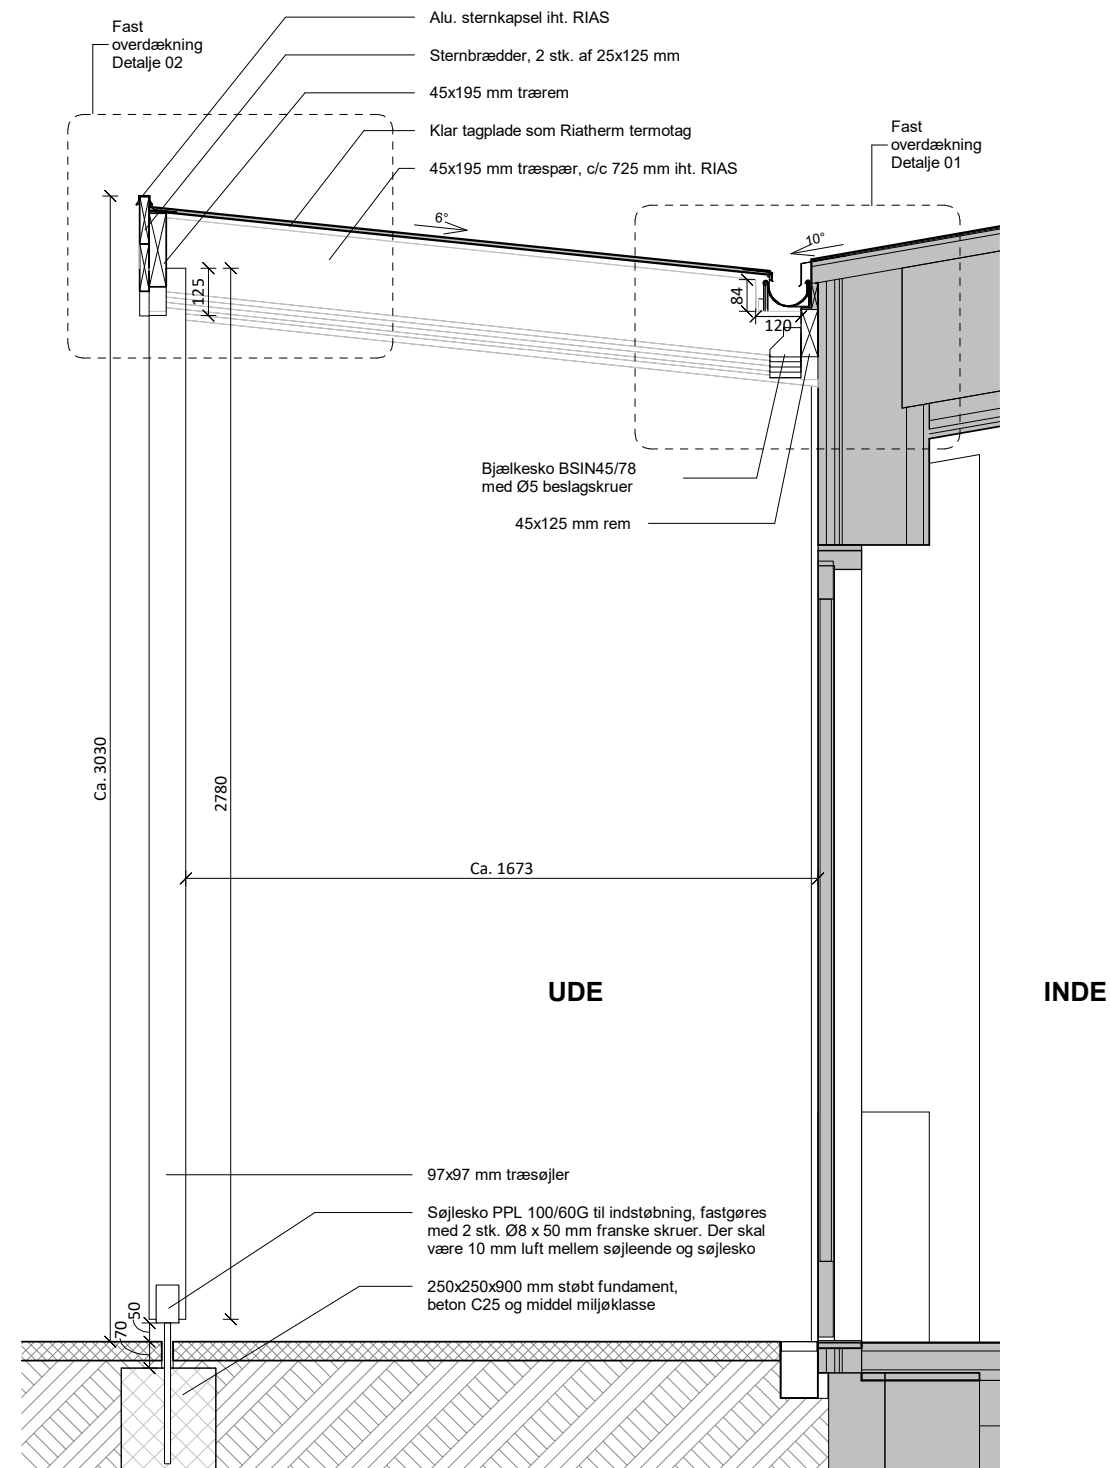 Fast
overdækning
Detalje 02
Alu. sternkapsel iht. RIAS
Sternbrædder, 2 stk. af 25x125 mm
45x195 mm trærem
Klar tagplade som Riatherm termotag
45x195 mm træspær, c/c 725 mm iht. RIAS
Fast
overdækning
Detalje 01
6°
10°
125
84
120
Bjælkesko BSIN45/78
med Ø5 beslagskruer
45x125 mm rem
Ca. 3030
2780
Ca. 1673
UDE
INDE
97x97 mm træsøjler
Søjlesko PPL 100/60G til indstøbning, fastgøres
med 2 stk. Ø8 x 50 mm franske skruer. Der skal
være 10 mm luft mellem søjleende og søjlesko
250x250x900 mm støbt fundament,
beton C25 og middel miljøklasse
50
70